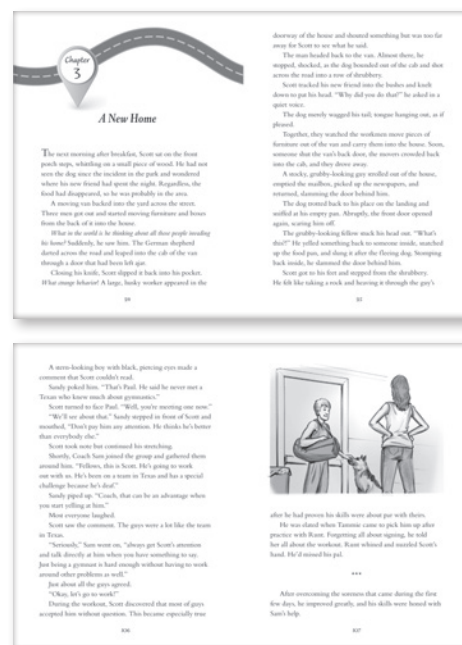 Chapter
3
A New Home
The next morning after breakfast, Scott sat on the front
porch steps, whittling on a small piece of wood. He had not
seen the dog since the incident in the park and wondered
where his new friend had spent the night. Regardless, the
food had disappeared, so he was probably in the area.
A moving van backed into the yard across the street.
Three men got out and started moving furniture and boxes
from the back of it into the house.
What in the world is he thinking about all these people invading
his home? Suddenly, he saw him. The German shepherd
darted across the road and leaped into the cab of the van
through a door that had been left ajar.
Closing his knife, Scott slipped it back into his pocket.
What strange behavior! A large, husky worker appeared in the
doorway of the house and shouted something but was too far
away for Scott to see what he said.
The man headed back to the van. Almost there, he
stopped, shocked, as the dog bounded out of the cab and shot
across the road into a row of shrubbery.
Scott tracked his new friend into the bushes and knelt
down to pat his head. "Why did you do that?" he asked in a
quiet voice.
The dog merely wagged his tail, tongue hanging out, as if
pleased.
Together, they watched the workmen move pieces of
furniture out of the van and carry them into the house. Soon,
someone shut the van's back door, the movers crowded back
into the cab, and they drove away.
A stocky, grubby-looking guy strolled out of the house,
emptied the mailbox, picked up the newspapers, and
returned, slamming the door behind him.
The dog trotted back to his place on the landing and
sniffed at his empty pan. Abruptly, the front door opened
again, scaring him off.
The grubby-looking fellow stuck his head out. "What's
this?" He yelled something back to someone inside, snatched
up the food pan, and slung it after the fleeing dog. Stomping
back inside, he slammed the door behind him.
Scott got to his feet and stepped from the shrubbery.
He felt like taking a rock and heaving it through the guy's
A stern-looking boy with black, piercing eyes made a
comment that Scott couldn't read.
Sandy poked him. "That's Paul. He said he never met a
Texan who knew much about gymnastics."
Scott turned to face Paul. "Well, you're meeting one now."
"We'll see about that." Sandy stepped in front of Scott and
mouthed, "Don't pay him any attention. He thinks he's better
than everybody else."
Scott took note but continued his stretching.
Shortly, Coach Sam joined the group and gathered them
around him. "Fellows, this is Scott. He's going to work
out with us. He's been on a team in Texas and has a special
challenge because he's deaf."
Sandy piped up. "Coach, that can be an advantage when
you start yelling at him."
Most everyone laughed.
Scott saw the comment. The guys were a lot like the team
in Texas.
"Seriously," Sam went on, "always get Scott's attention
and talk directly at him when you have something to say.
Just being a gymnast is hard enough without having to work
around other problems as well."
Just about all the guys agreed.
"Okay, let's go to work!"
During the workout, Scott discovered that most of guys
accepted him without question. This became especially true
106
after he had proven his skills were about par with theirs.
He was elated when Tammie came to pick him up after
practice with Runt. Forgetting all about signing, he told
her all about the workout. Runt whined and nuzzled Scott's
hand. He'd missed his pal.
***
After overcoming the soreness that came during the first
few days, he improved greatly, and his skills were honed with
Sam's help.
107